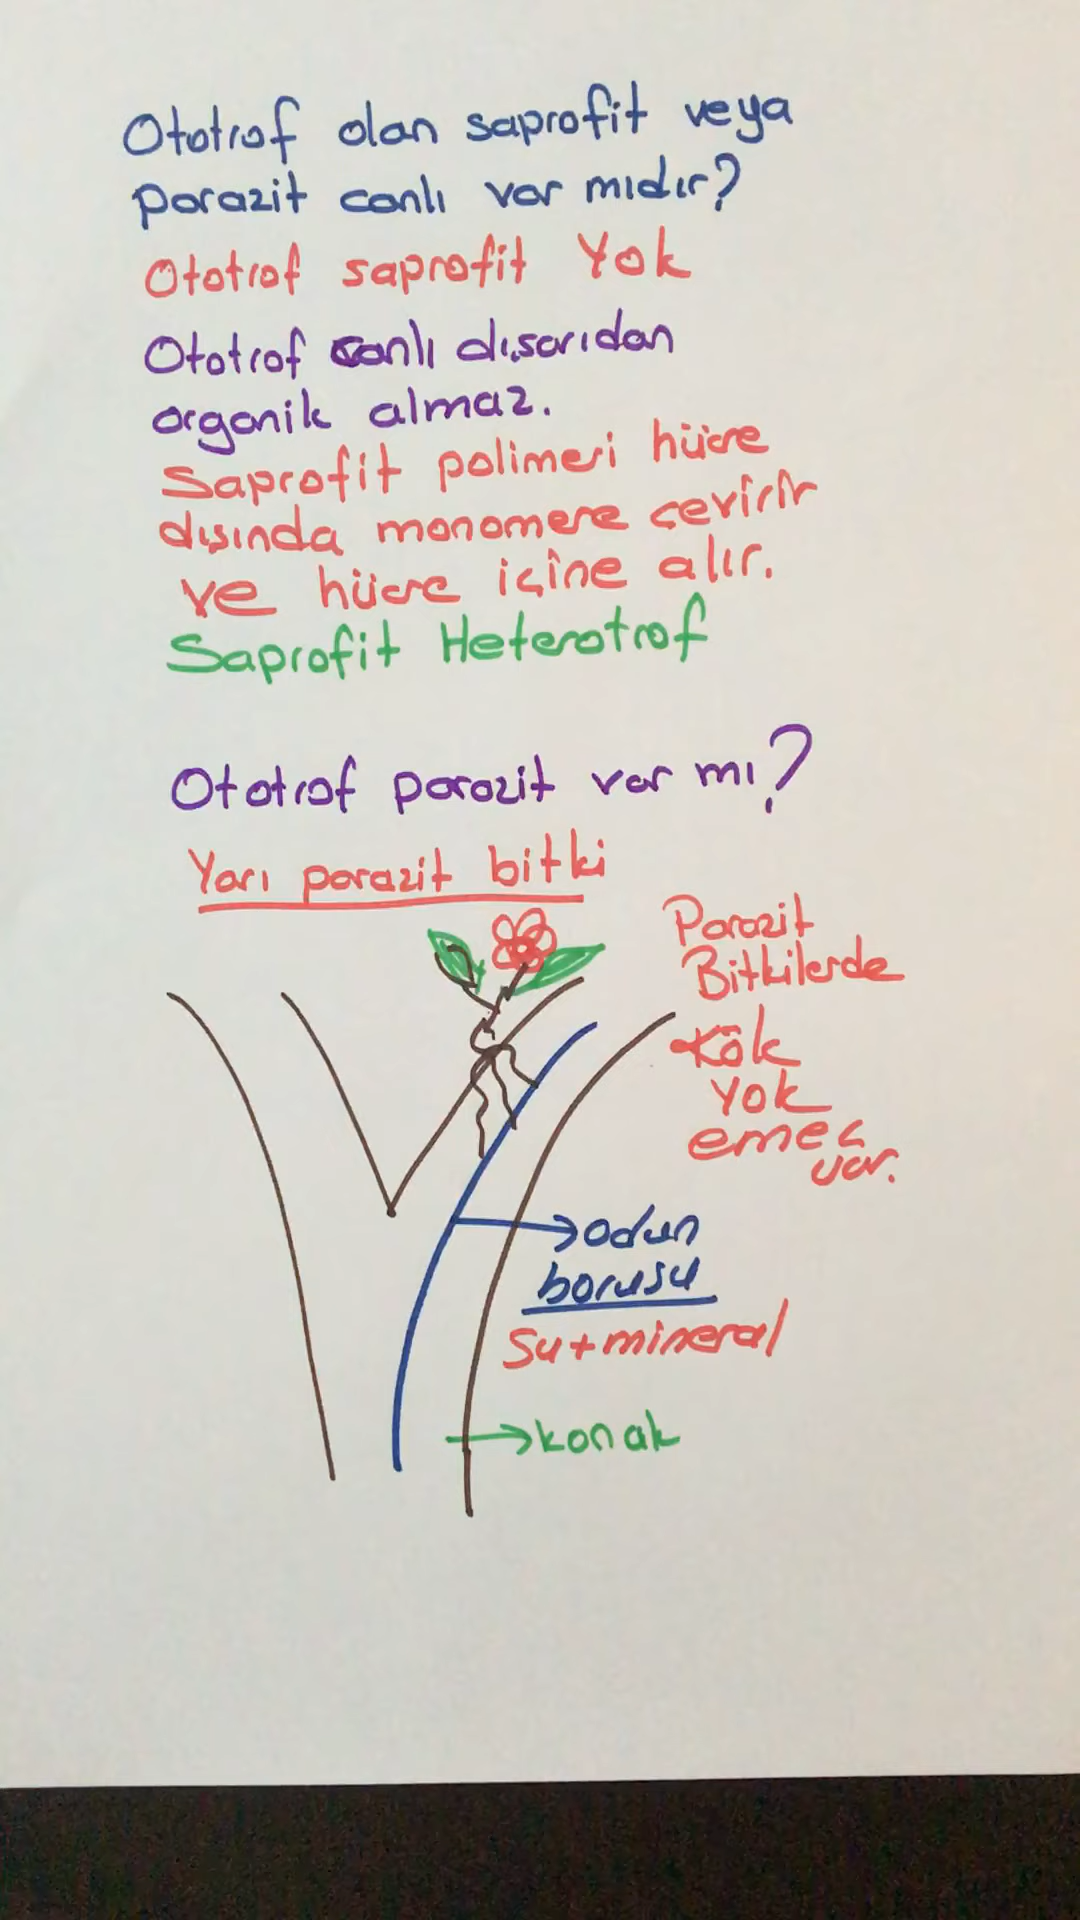 Ototrof olan saprofit veya
parazit canlı var mıdır?
Ototrof saprofit Yok
Ototrof canlı dışarıdan
organik almaz.
Saprofit polimeri hücre
dışında monomere çevirir
ve hücre içine alır.
Saprofit Heterotrof
Ototrof parazit var mı?
Yarı parazit bitki
Parazit
Bitkilerde
Kök
Yok
emeç
var.
odun
borusu
Su+mineral
konak